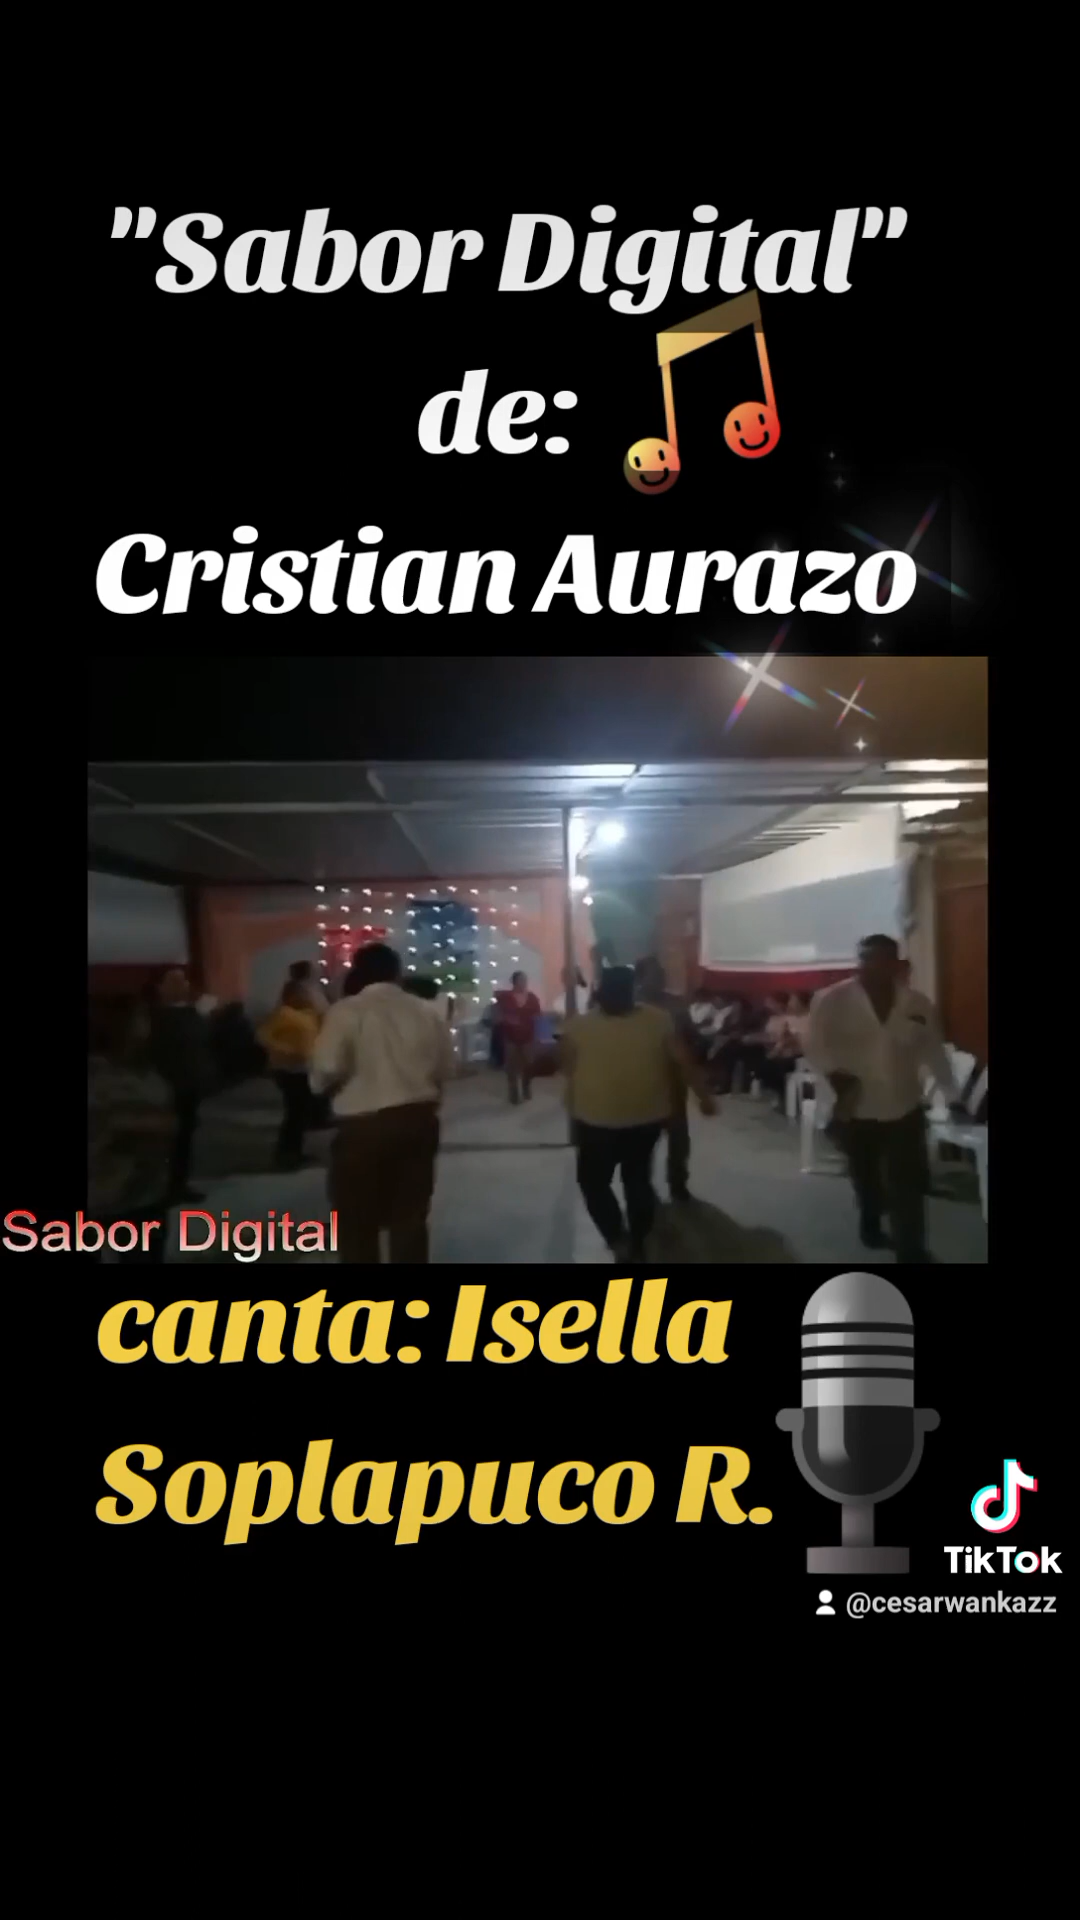 "Sabor Digital"
de:
Cristian Aurazo
Sabor Digital
canta: Isella
Soplapuco R.
TikTok
@cesarwankazz